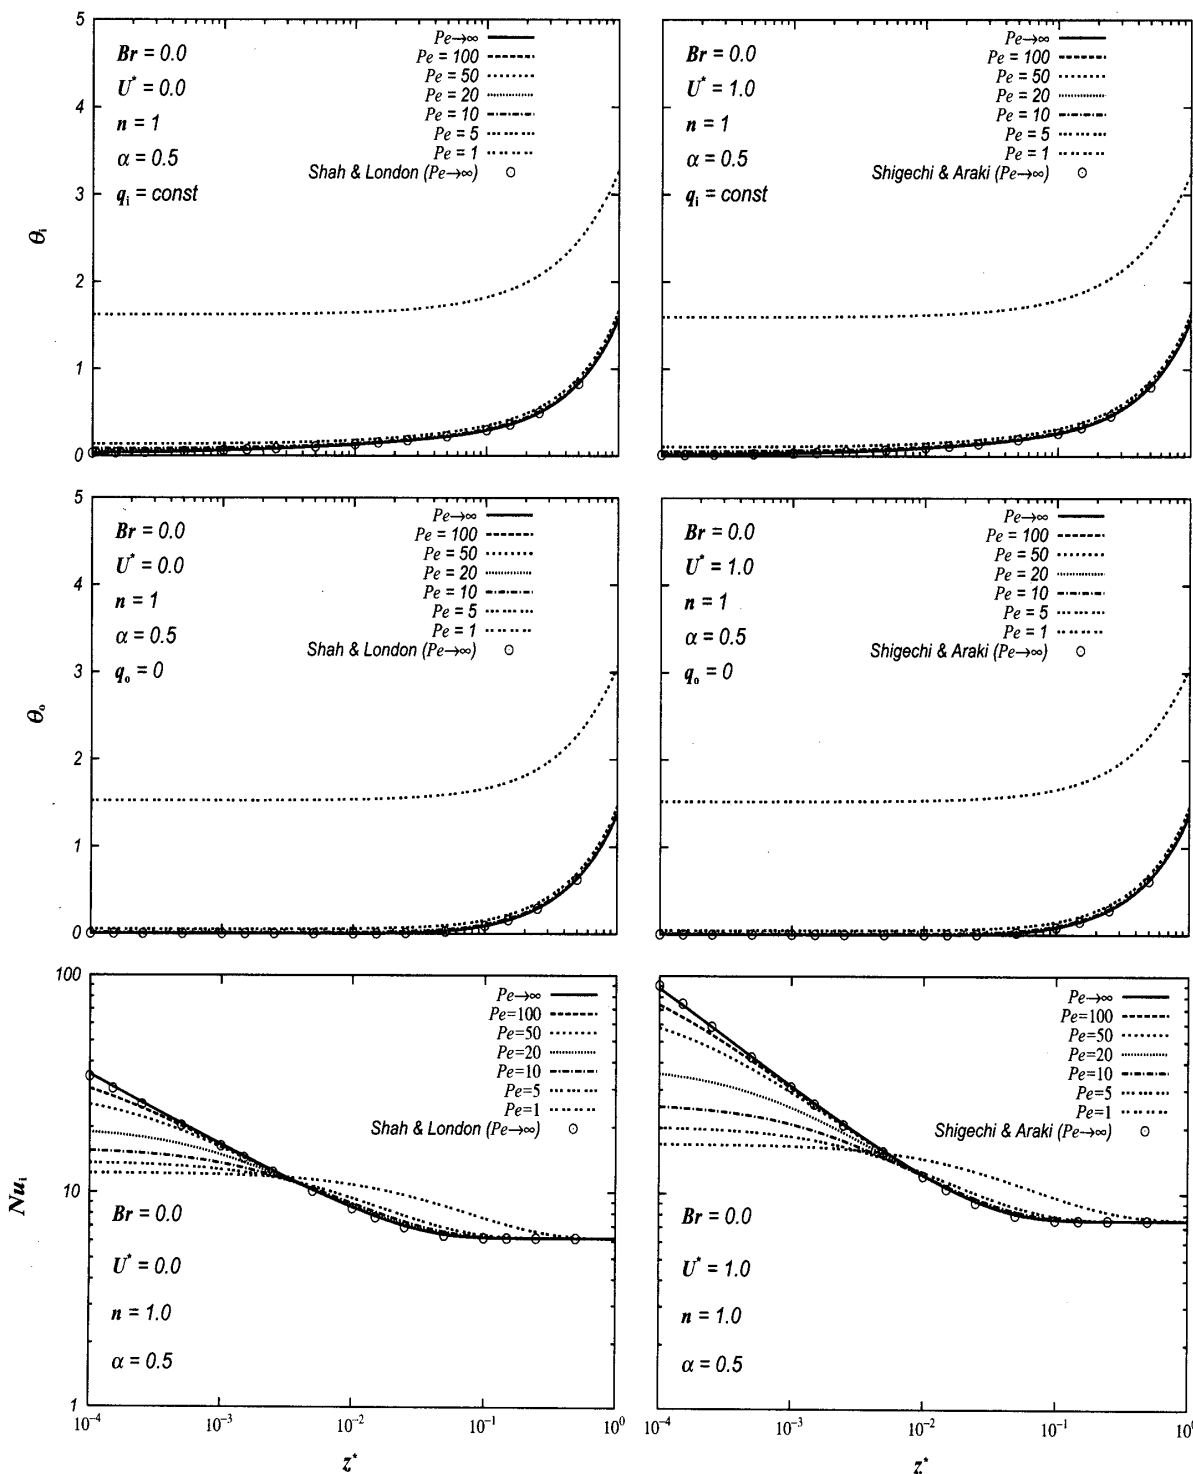 5
4
3
2
1
0
θi
Br = 0.0
U* = 0.0
n = 1
α = 0.5
qi = const
Pe→∞
Pe = 100
Pe = 50
Pe = 20
Pe = 10
Pe = 5
Pe = 1
Shah & London (Pe→∞)
Br = 0.0
U* = 1.0
n = 1
α = 0.5
qi = const
Pe→∞
Pe = 100
Pe = 50
Pe = 20
Pe = 10
Pe = 5
Pe = 1
Shigechi & Araki (Pe→∞)
5
4
3
2
1
0
θo
Br = 0.0
U* = 0.0
n = 1
α = 0.5
qo = 0
Pe→∞
Pe = 100
Pe = 50
Pe = 20
Pe = 10
Pe = 5
Pe = 1
Shah & London (Pe→∞)
Br = 0.0
U* = 1.0
n = 1
α = 0.5
qo = 0
Pe→∞
Pe = 100
Pe = 50
Pe = 20
Pe = 10
Pe = 5
Pe = 1
Shigechi & Araki (Pe→∞)
100
10
1
Nui
Pe→∞
Pe=100
Pe=50
Pe=20
Pe=10
Pe=5
Pe=1
Shah & London (Pe→∞)
Br = 0.0
U* = 0.0
n = 1.0
α = 0.5
10⁻⁴ 10⁻³ 10⁻² 10⁻¹ 10⁰
z*
Pe→∞
Pe=100
Pe=50
Pe=20
Pe=10
Pe=5
Pe=1
Shigechi & Araki (Pe→∞)
Br = 0.0
U* = 1.0
n = 1.0
α = 0.5
10⁻⁴ 10⁻³ 10⁻² 10⁻¹ 10⁰
z*